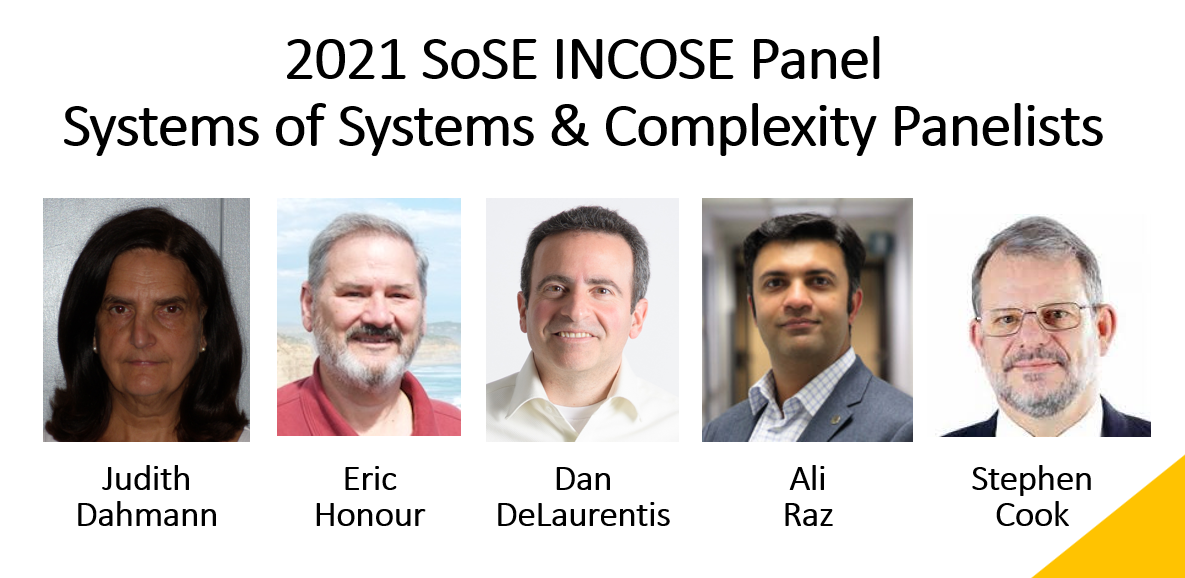 2021 SoSE INCOSE Panel
Systems of Systems & Complexity Panelists
Judith
Dahmann
Eric
Honour
Dan
DeLaurentis
Ali
Raz
Stephen
Cook